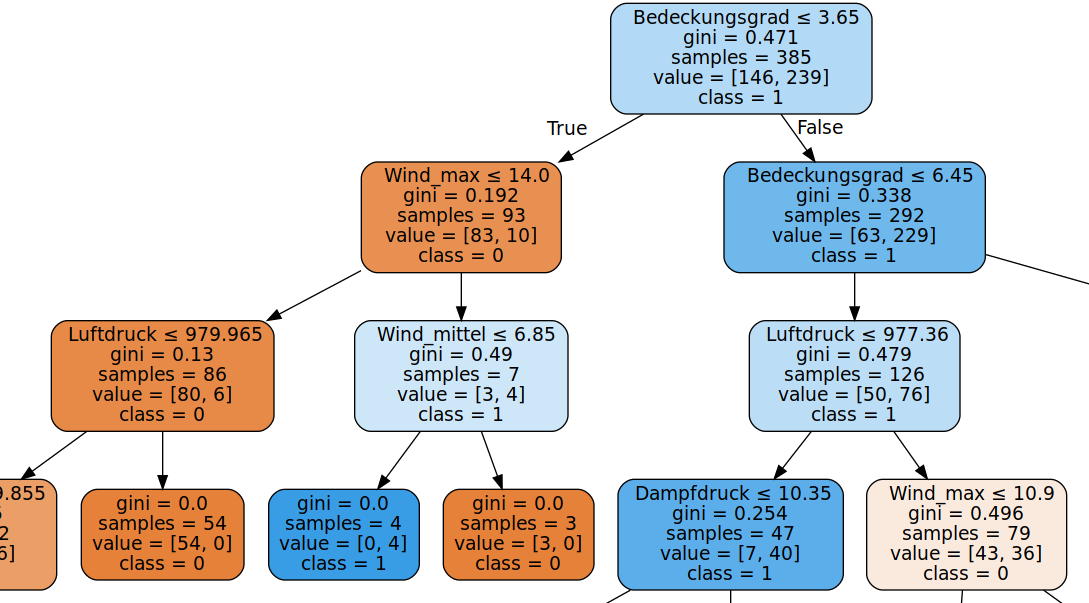 Bedeckungsgrad ≤ 3.65
gini = 0.471
samples = 385
value = [146, 239]
class = 1
True
False
Wind_max ≤ 14.0
gini = 0.192
samples = 93
value = [83, 10]
class = 0
Bedeckungsgrad ≤ 6.45
gini = 0.338
samples = 292
value = [63, 229]
class = 1
Luftdruck ≤ 979.965
gini = 0.13
samples = 86
value = [80, 6]
class = 0
Wind_mittel ≤ 6.85
gini = 0.49
samples = 7
value = [3, 4]
class = 1
Luftdruck ≤ 977.36
gini = 0.479
samples = 126
value = [50, 76]
class = 1
9.855
2
6]
gini = 0.0
samples = 54
value = [54, 0]
class = 0
gini = 0.0
samples = 4
value = [0, 4]
class = 1
gini = 0.0
samples = 3
value = [3, 0]
class = 0
Dampfdruck ≤ 10.35
gini = 0.254
samples = 47
value = [7, 40]
class = 1
Wind_max ≤ 10.9
gini = 0.496
samples = 79
value = [43, 36]
class = 0